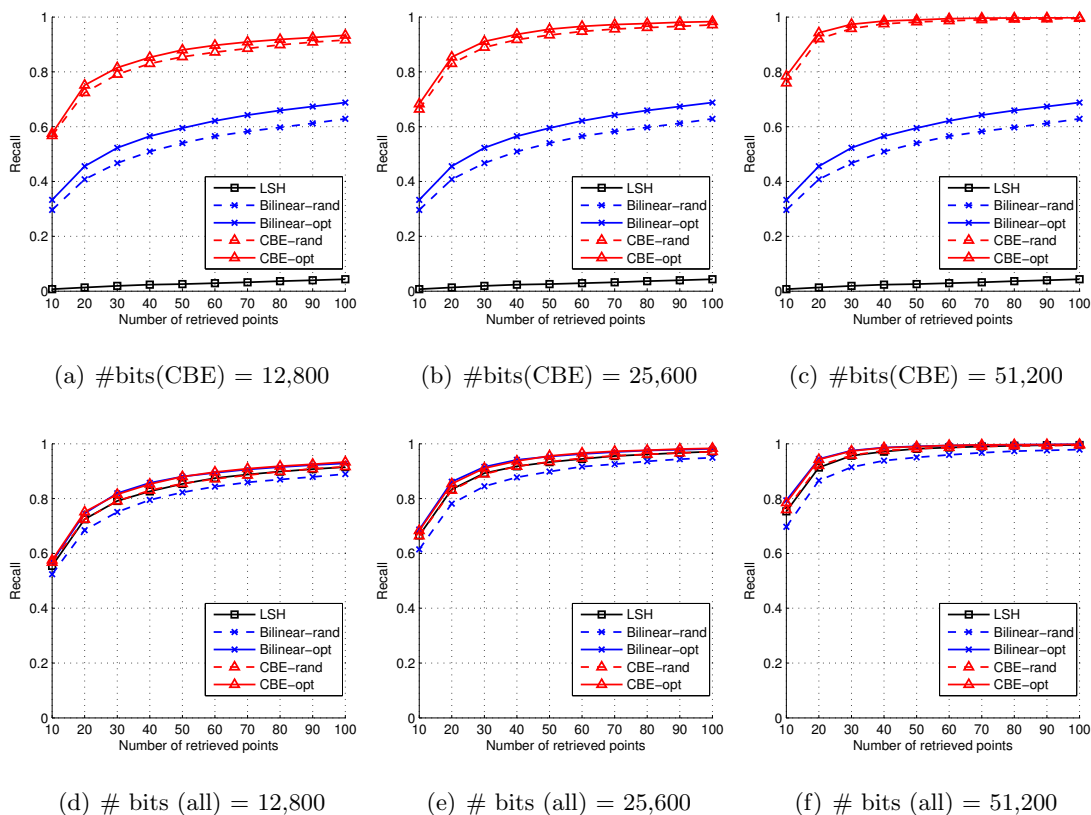 1
0.8
0.6
0.4
0.2
0
Recall
10 20 30 40 50 60 70 80 90 100
Number of retrieved points
LSH
Bilinear−rand
Bilinear−opt
CBE−rand
CBE−opt
(a) #bits(CBE) = 12,800
1
0.8
0.6
0.4
0.2
0
Recall
10 20 30 40 50 60 70 80 90 100
Number of retrieved points
LSH
Bilinear−rand
Bilinear−opt
CBE−rand
CBE−opt
(b) #bits(CBE) = 25,600
1
0.8
0.6
0.4
0.2
0
Recall
10 20 30 40 50 60 70 80 90 100
Number of retrieved points
LSH
Bilinear−rand
Bilinear−opt
CBE−rand
CBE−opt
(c) #bits(CBE) = 51,200
1
0.8
0.6
0.4
0.2
0
Recall
10 20 30 40 50 60 70 80 90 100
Number of retrieved points
LSH
Bilinear−rand
Bilinear−opt
CBE−rand
CBE−opt
(d) # bits (all) = 12,800
1
0.8
0.6
0.4
0.2
0
Recall
10 20 30 40 50 60 70 80 90 100
Number of retrieved points
LSH
Bilinear−rand
Bilinear−opt
CBE−rand
CBE−opt
(e) # bits (all) = 25,600
1
0.8
0.6
0.4
0.2
0
Recall
10 20 30 40 50 60 70 80 90 100
Number of retrieved points
LSH
Bilinear−rand
Bilinear−opt
CBE−rand
CBE−opt
(f) # bits (all) = 51,200